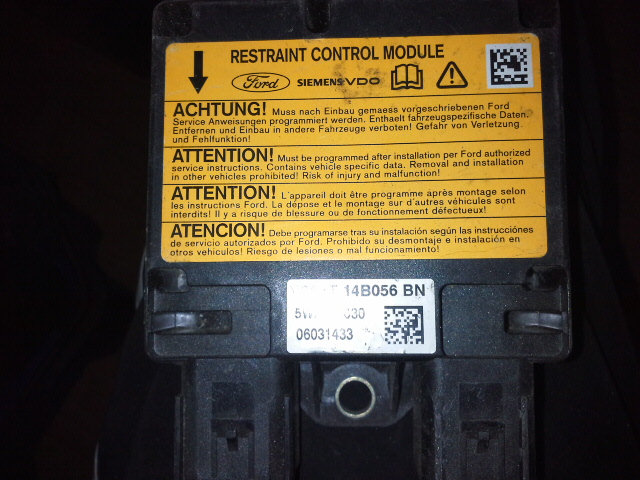 RESTRAINT CONTROL MODULE
Ford SIEMENS VDO
ACHTUNG! Muss nach Einbau gemaess vorgeschriebenen Ford
Service Anweisungen programmiert werden. Enthaelt fahrzeugspezifische Daten.
Entfernen und Einbau in andere Fahrzeuge verboten! Gefahr von Verletzung,
und Fehlfunktion!
ATTENTION! Must be programmed after installation per Ford authorized
service instructions. Contains vehicle specific data. Removal and installation
in other vehicles prohibited! Risk of injury and malfunction!
ATTENTION! L'appareil doit être programme après montage selon
les instructions Ford. La dépose et le montage sur d'autres véhicules sont
interdits! Il y a risque de blessure ou de fonctionnement défectueux!
ATENCION! Debe programarse tras su instalación según las instrucciónes
de servicio autorizados por Ford. Prohibido su desmontaje e instalación en
otros vehiculos! Riesgo de lesiones o mal funcionamiento!
14B056 BN
06031433